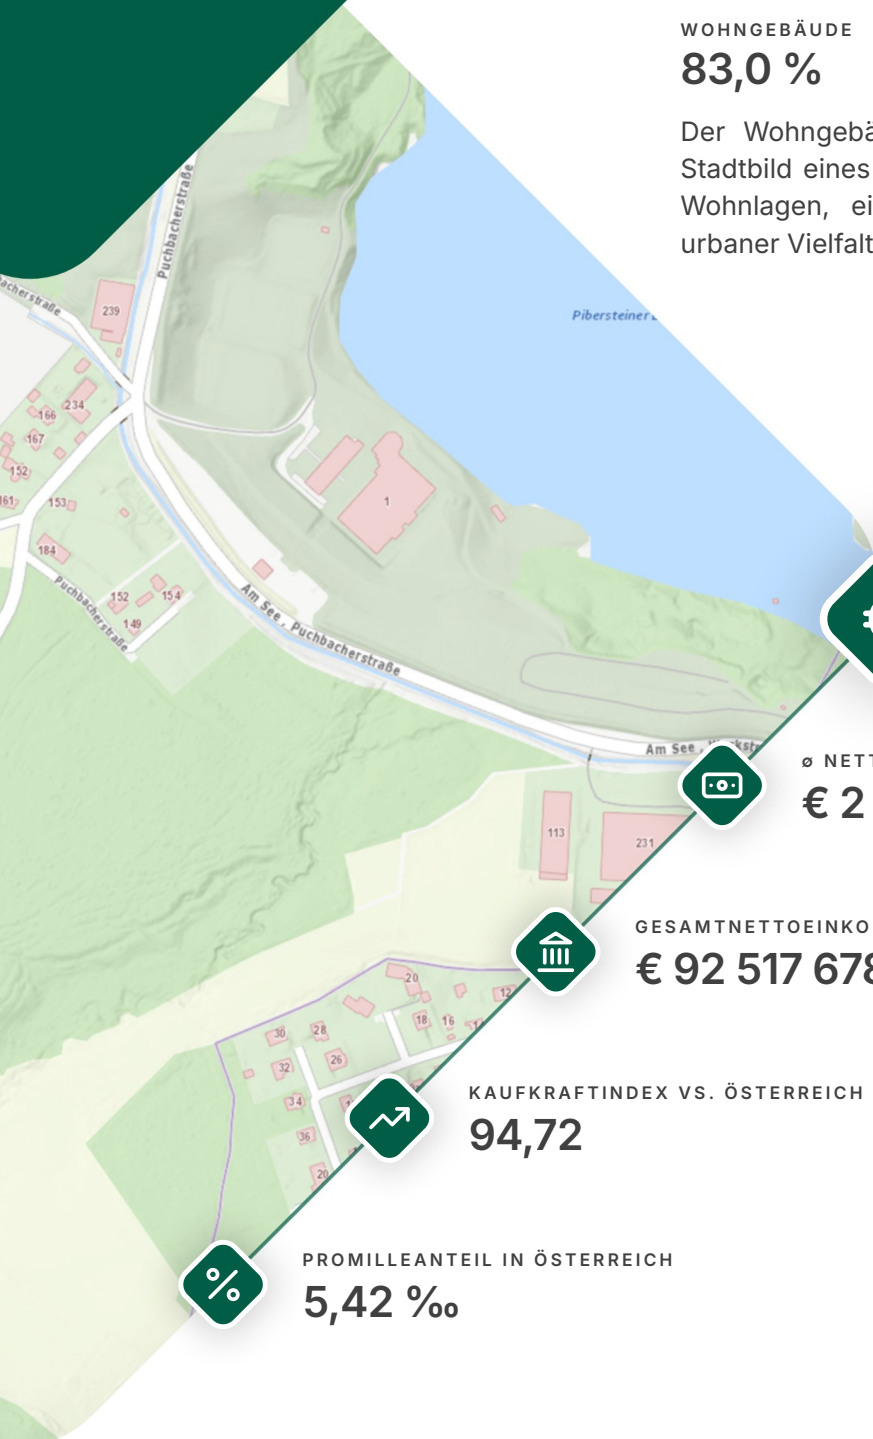 WOHNGEBÄUDE
83,0 %
Der Wohngebä
Stadtbild eines
Wohnlagen, ei
urbaner Vielfalt
Puchbacherstraße
bacherstraße
239
Pibersteiner
234
166
167
152
161
153
184
1
Puchbacherstraße
152
154
149
Am See , Puchbacherstraße
Am See ,
ø NETT
€ 2
113
231
GESAMTNETTOEINKO
€ 92 517 678
20
12
18
16
30
28
26
32
34
36
20
KAUFKRAFTINDEX VS. ÖSTERREICH
94,72
PROMILLEANTEIL IN ÖSTERREICH
5,42 ‰